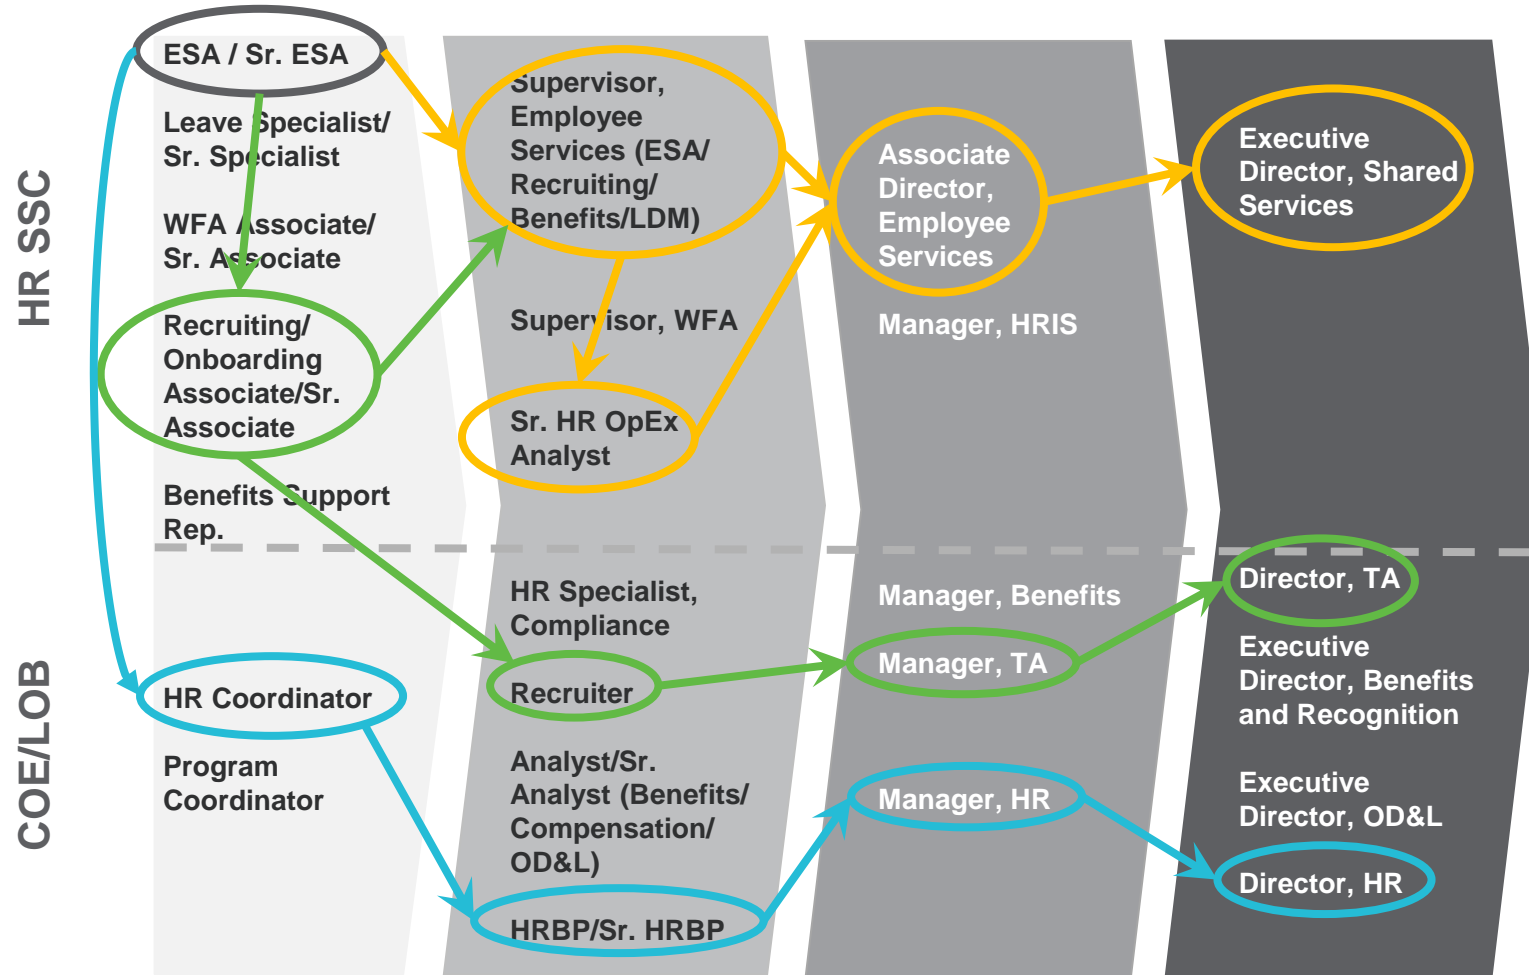 HR SSC
ESA / Sr. ESA
Leave Specialist/
Sr. Specialist
WFA Associate/
Sr. Associate
Recruiting/
Onboarding
Associate/Sr.
Associate
Benefits Support
Rep.
Supervisor,
Employee
Services (ESA/
Recruiting/
Benefits/LDM)
Supervisor, WFA
Sr. HR OpEx
Analyst
Associate
Director,
Employee
Services
Manager, HRIS
Executive
Director, Shared
Services
COE/LOB
HR Coordinator
Program
Coordinator
HR Specialist,
Compliance
Recruiter
Analyst/Sr.
Analyst (Benefits/
Compensation/
OD&L)
HRBP/Sr. HRBP
Manager, Benefits
Manager, TA
Manager, HR
Director, TA
Executive
Director, Benefits
and Recognition
Executive
Director, OD&L
Director, HR